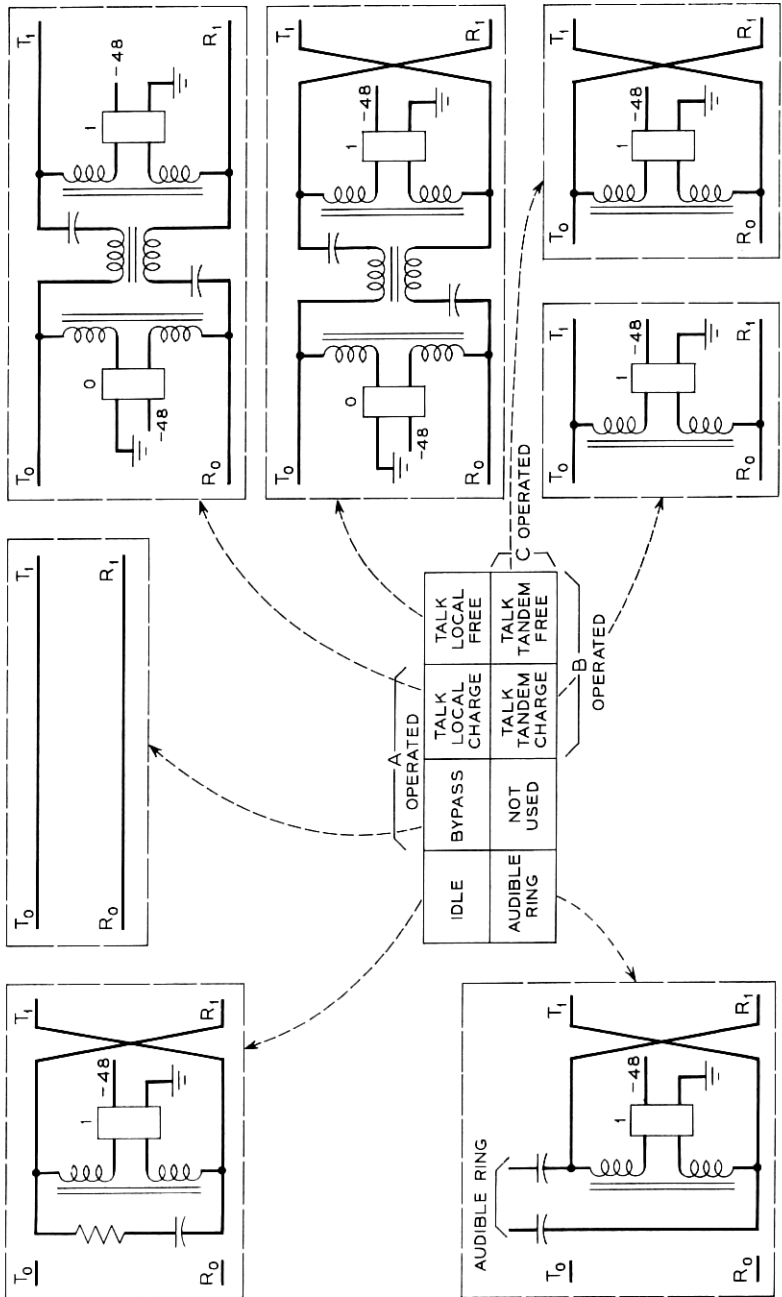 T0
T1
-48
1
R0
R1
T0
T1
R0
R1
T0
T1
0
-48
1
-48
R0
R1
T0
T1
0
-48
1
-48
R0
R1
A
OPERATED
IDLE
BYPASS
TALK
LOCAL
CHARGE
TALK
LOCAL
FREE
AUDIBLE
RING
NOT
USED
TALK
TANDEM
CHARGE
TALK
TANDEM
FREE
C OPERATED
B
OPERATED
AUDIBLE RING
T0
T1
-48
1
R0
R1
T0
T1
-48
1
R0
R1
T0
T1
-48
1
R0
R1